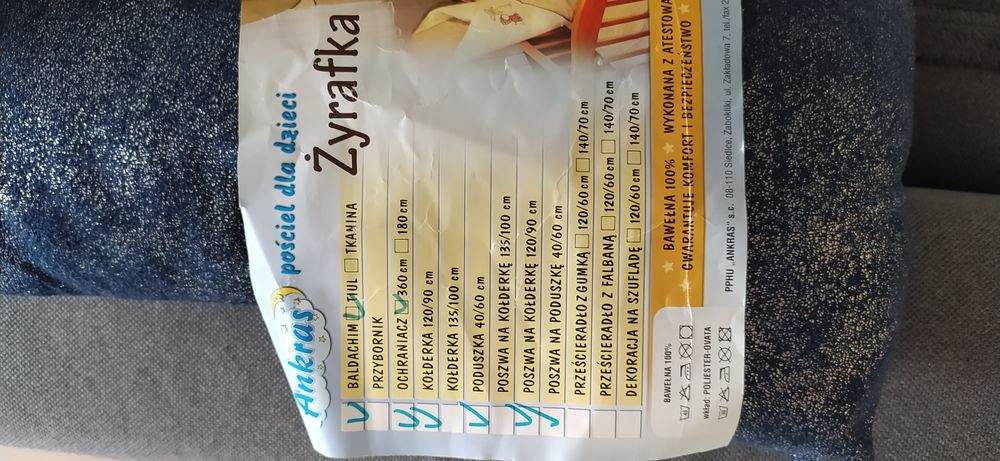 Ankras pościel dla dzieci
Żyrafka
BALDACHIM TIUL TKANINA
PRZYBORNIK
OCHRANIACZ 360 cm 180 cm
KOŁDERKA 120/90 cm
KOŁDERKA 135/100 cm
PODUSZKA 40/60 cm
POSZWA NA KOŁDERKĘ 135/100 cm
POSZWA NA KOŁDERKĘ 120/90 cm
POSZWA NA PODUSZKĘ 40/60 cm
PRZEŚCIERADŁO Z GUMKĄ 120/60 cm 140/70 cm
PRZEŚCIERADŁO Z FALBANĄ 120/60 cm 140/70 cm
DEKORACJA NA SZUFLADĘ 120/60 cm 140/70 cm
BAWEŁNA 100%
wkład: POLIESTER-OVATA
★ BAWEŁNA 100% ★ WYKONANA Z ATESTOWA
★ GWARANTUJE KOMFORT I BEZPIECZEŃSTWO ★
PPHU „ANKRAS" s.c. 08-110 Siedlce, Żabokliki, ul. Zakładowa 7, tel./fax 2